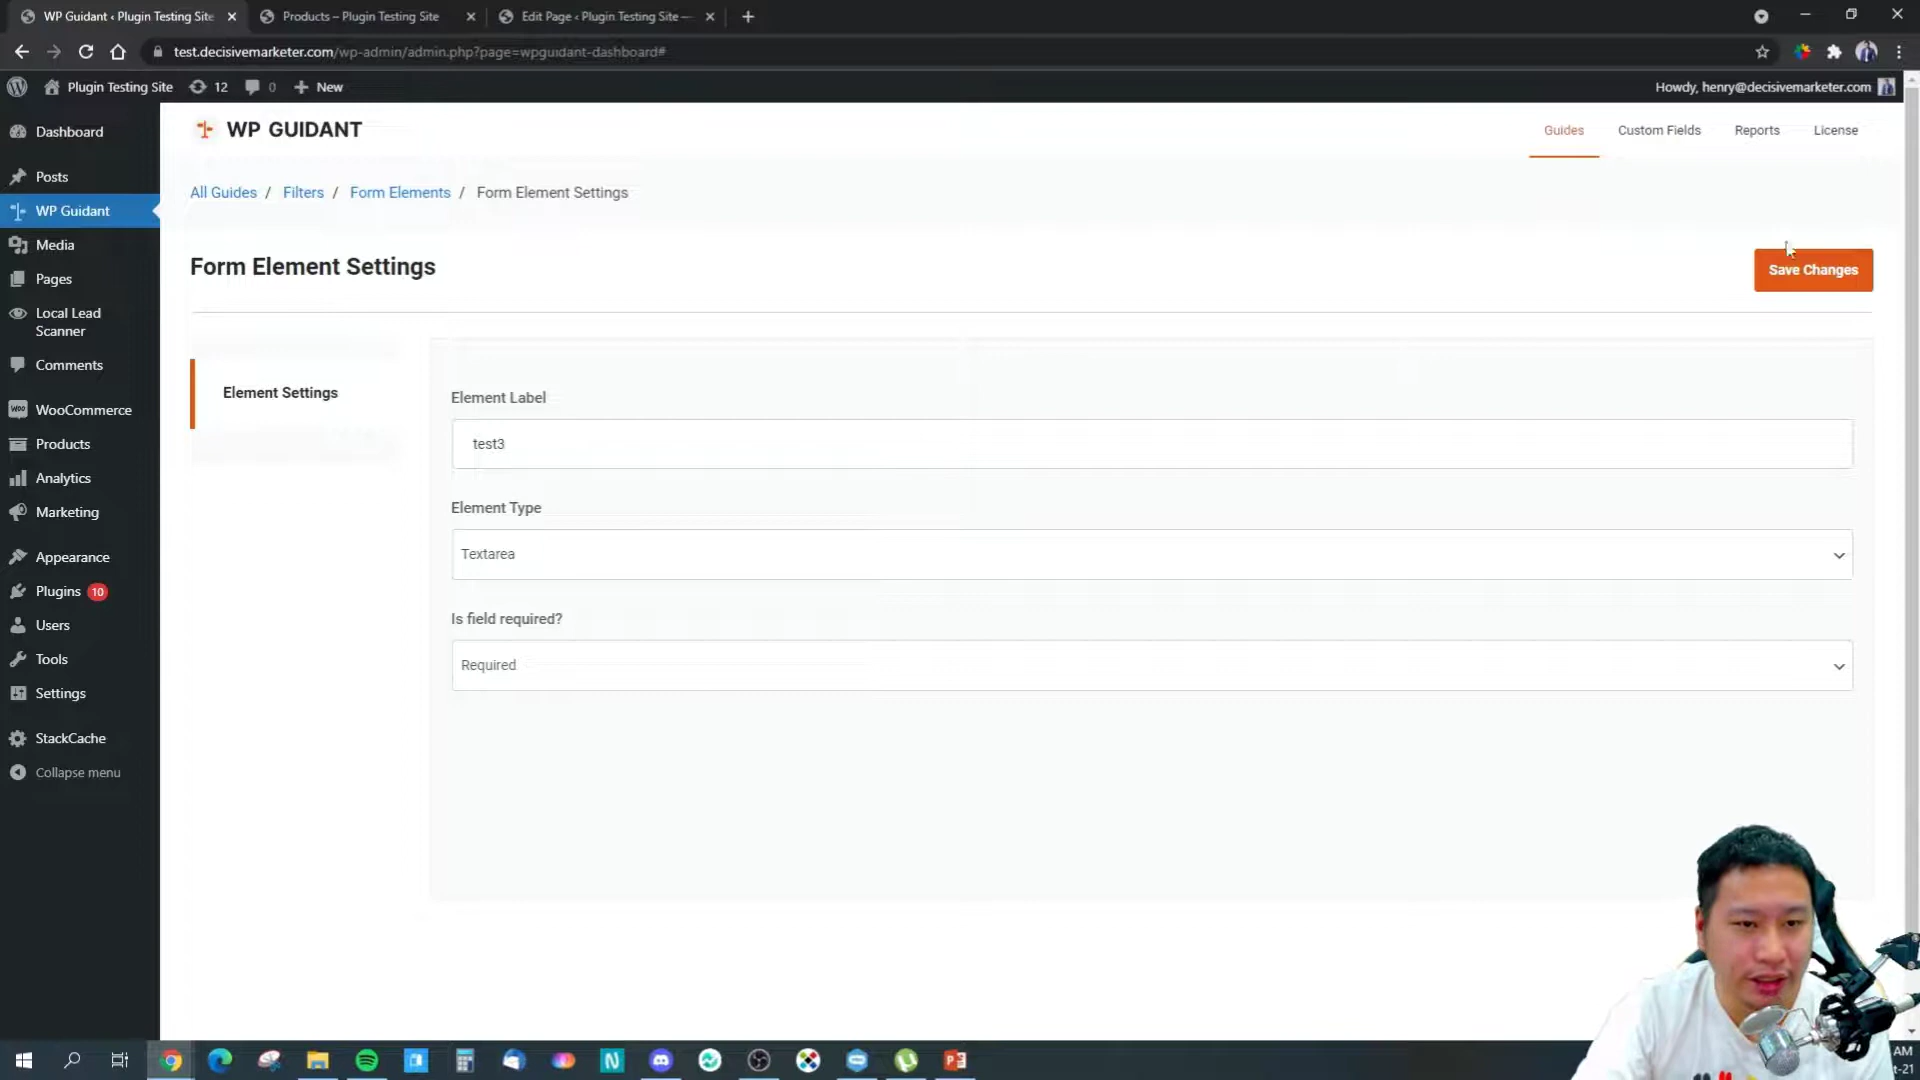 WP Guidant ‹ Plugin Testing Site
Products – Plugin Testing Site
Edit Page ‹ Plugin Testing Site —
test.decisivemarketer.com/wp-admin/admin.php?page=wpguidant-dashboard#
Plugin Testing Site
12
0
New
Howdy, henry@decisivemarketer.com
Dashboard
Posts
WP Guidant
Media
Pages
Local Lead
Scanner
Comments
WooCommerce
Products
Analytics
Marketing
Appearance
Plugins 10
Users
Tools
Settings
StackCache
Collapse menu
WP GUIDANT
Guides
Custom Fields
Reports
License
All Guides / Filters / Form Elements / Form Element Settings
Form Element Settings
Save Changes
Element Settings
Element Label
test3
Element Type
Textarea
Is field required?
Required
AM
t-21